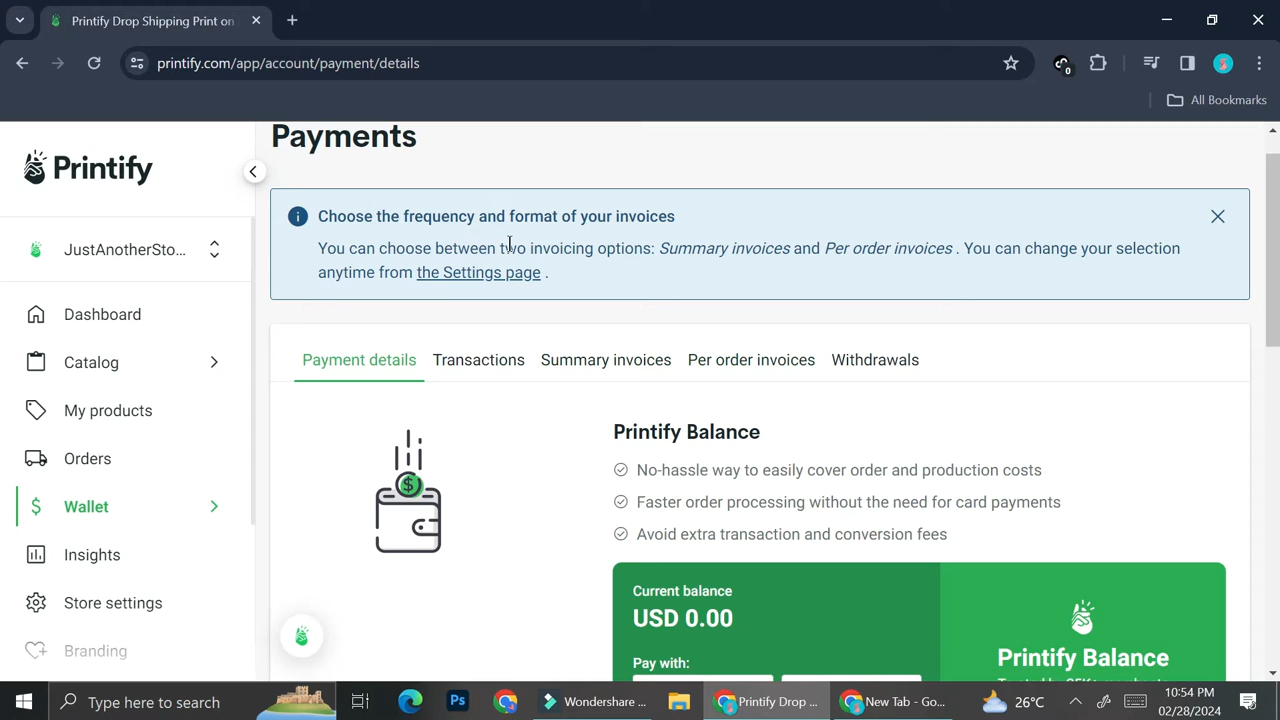 Printify Drop Shipping Print on
printify.com/app/account/payment/details
0
All Bookmarks
Printify
JustAnotherSto...
Dashboard
Catalog
My products
Orders
Wallet
Insights
Store settings
Branding
Payments
Choose the frequency and format of your invoices
You can choose between two invoicing options: Summary invoices and Per order invoices . You can change your selection
anytime from the Settings page .
Payment details Transactions Summary invoices Per order invoices Withdrawals
Printify Balance
No-hassle way to easily cover order and production costs
Faster order processing without the need for card payments
Avoid extra transaction and conversion fees
Current balance
USD 0.00
Pay with:
Printify Balance
Type here to search
Ps
Wondershare ...
Printify Drop ...
New Tab - Go...
26°C
10:54 PM
02/28/2024